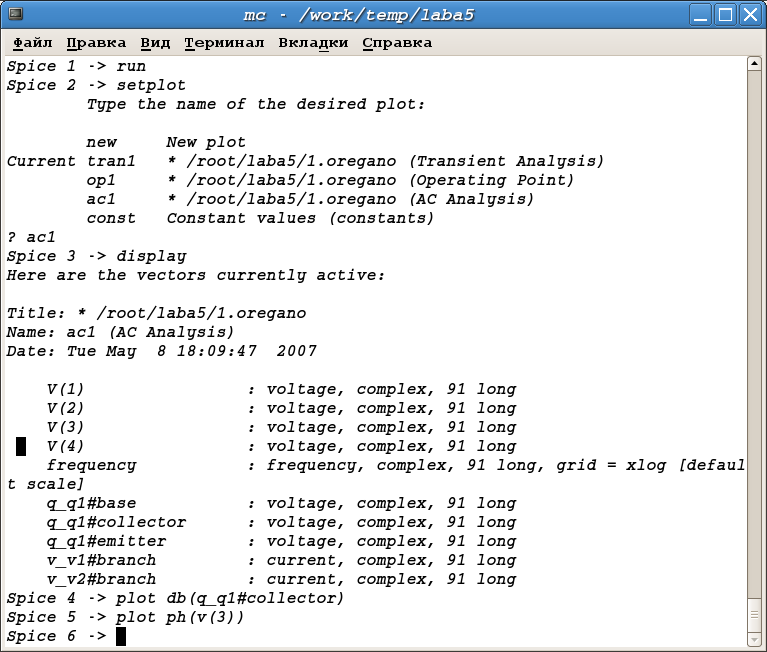 mc - /work/temp/laba5
Файл Правка Вид Терминал Вкладки Справка
Spice 1 -> run
Spice 2 -> setplot
        Type the name of the desired plot:

        new     New plot
Current tran1   * /root/laba5/1.oregano (Transient Analysis)
        op1     * /root/laba5/1.oregano (Operating Point)
        ac1     * /root/laba5/1.oregano (AC Analysis)
        const   Constant values (constants)
? ac1
Spice 3 -> display
Here are the vectors currently active:

Title: * /root/laba5/1.oregano
Name: ac1 (AC Analysis)
Date: Tue May  8 18:09:47  2007

    V(1)                : voltage, complex, 91 long
    V(2)                : voltage, complex, 91 long
    V(3)                : voltage, complex, 91 long
    V(4)                : voltage, complex, 91 long
    frequency           : frequency, complex, 91 long, grid = xlog [defaul
t scale]
    q_q1#base           : voltage, complex, 91 long
    q_q1#collector      : voltage, complex, 91 long
    q_q1#emitter        : voltage, complex, 91 long
    v_v1#branch         : current, complex, 91 long
    v_v2#branch         : current, complex, 91 long
Spice 4 -> plot db(q_q1#collector)
Spice 5 -> plot ph(v(3))
Spice 6 ->